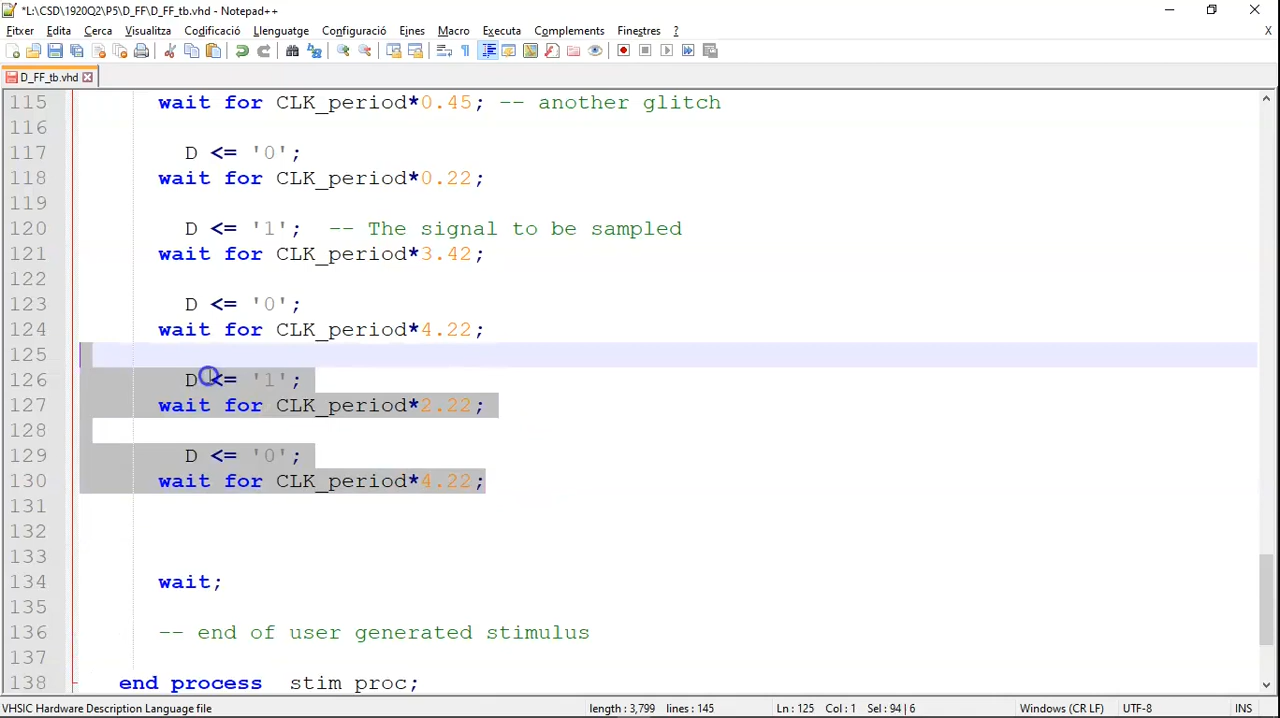 *L:\CSD\1920Q2\P5\D_FF\D_FF_tb.vhd - Notepad++
Fitxer Edita Cerca Visualitza Codificació Llenguatge Configuració Eines Macro Executa Complements Finestres ? X
D_FF_tb.vhd
115 wait for CLK_period*0.45; -- another glitch
116
117 D <= '0';
118 wait for CLK_period*0.22;
119
120 D <= '1'; -- The signal to be sampled
121 wait for CLK_period*3.42;
122
123 D <= '0';
124 wait for CLK_period*4.22;
125
126 D <= '1';
127 wait for CLK_period*2.22;
128
129 D <= '0';
130 wait for CLK_period*4.22;
131
132
133
134 wait;
135
136 -- end of user generated stimulus
137
138 end process stim_proc;
VHSIC Hardware Description Language file length : 3,799 lines : 145 Ln : 125 Col : 1 Sel : 94 | 6 Windows (CR LF) UTF-8 INS